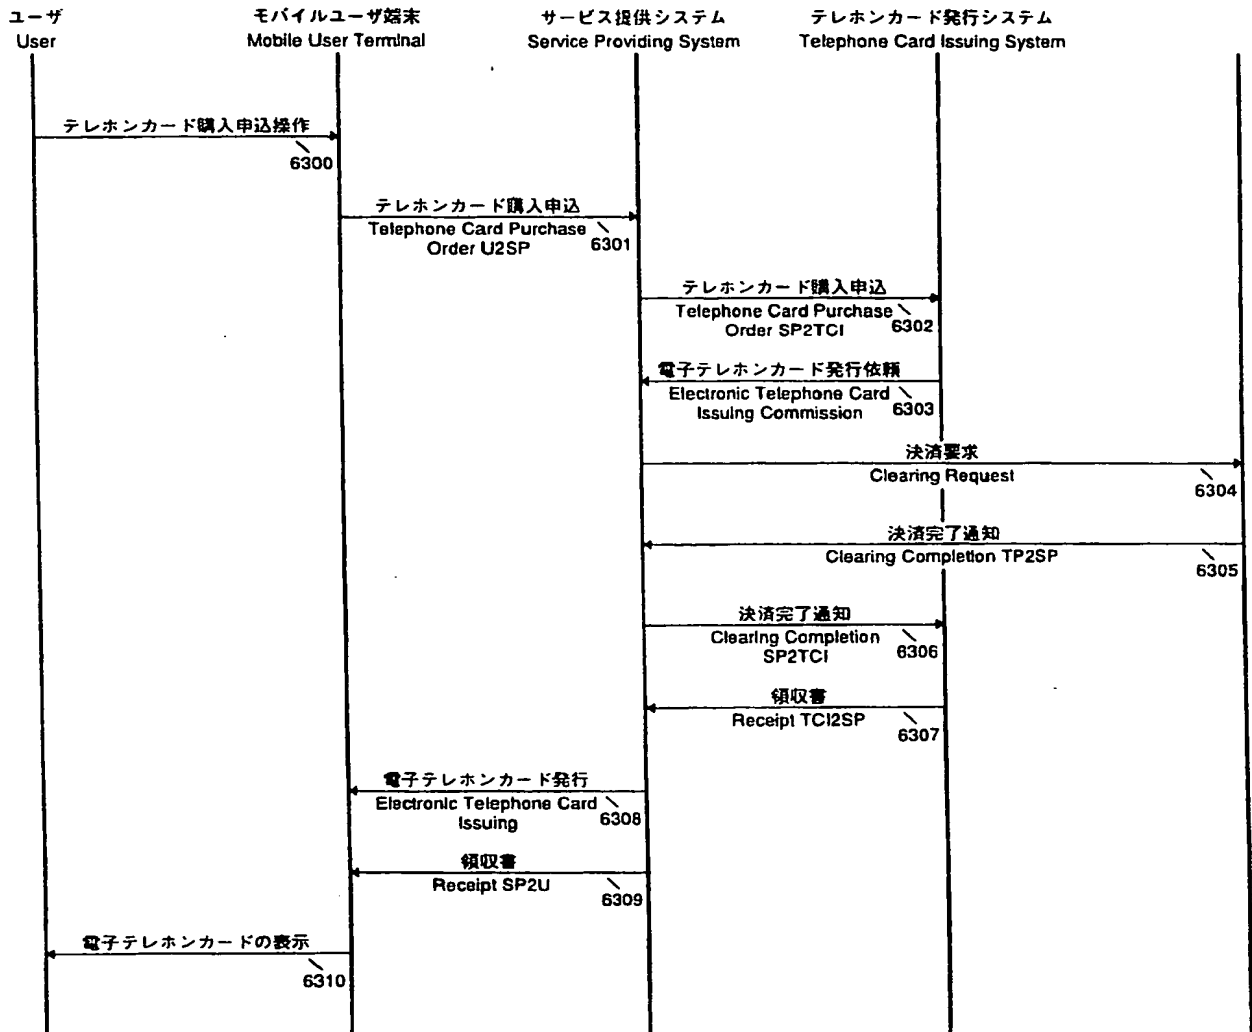 ユーザ
User
モバイルユーザ端末
Mobile User Terminal
サービス提供システム
Service Providing System
テレホンカード発行システム
Telephone Card Issuing System
テレホンカード購入申込操作
6300
テレホンカード購入申込
Telephone Card Purchase
Order U2SP
6301
テレホンカード購入申込
Telephone Card Purchase
Order SP2TCI
6302
電子テレホンカード発行依頼
Electronic Telephone Card
Issuing Commission
6303
決済要求
Clearing Request
6304
決済完了通知
Clearing Completion TP2SP
6305
決済完了通知
Clearing Completion
SP2TCI
6306
領収書
Receipt TCI2SP
6307
電子テレホンカード発行
Electronic Telephone Card
Issuing
6308
領収書
Receipt SP2U
6309
電子テレホンカードの表示
6310